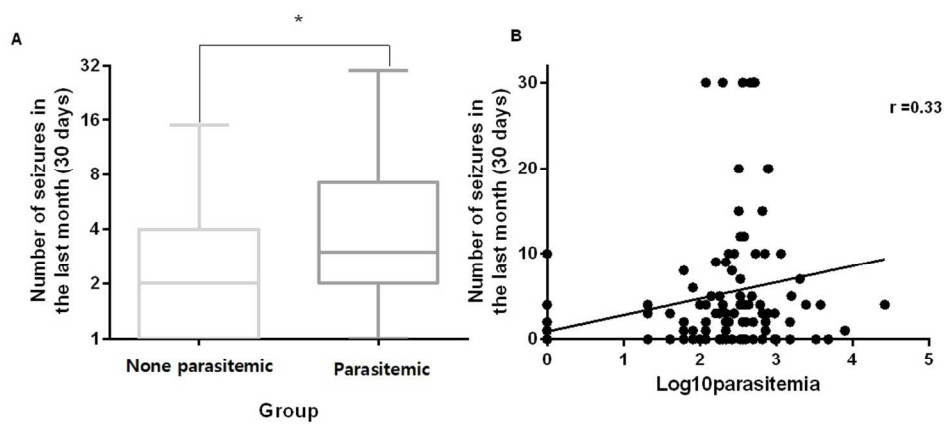 A
*
Number of seizures in
the last month (30 days)
32
16
8
4
2
1
None parasitemic
Parasitemic
Group
B
r =0.33
Number of seizures in
the last month (30 days)
30
20
10
0
0
1
2
3
4
5
Log10parasitemia